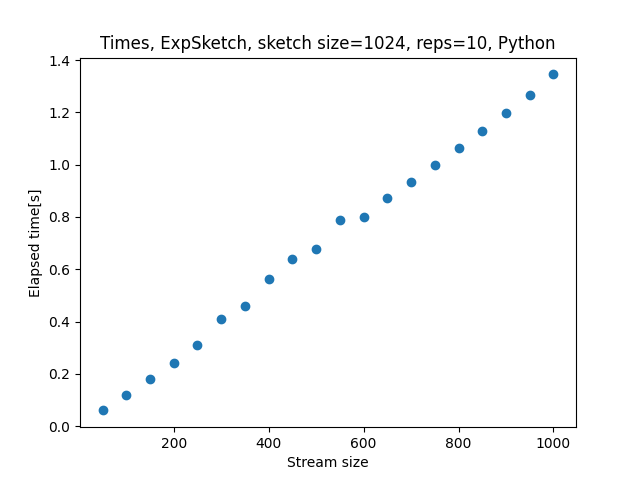 Times, ExpSketch, sketch size=1024, reps=10, Python
1.4
1.2
1.0
0.8
0.6
0.4
0.2
0.0
Elapsed time[s]
200 400 600 800 1000
Stream size